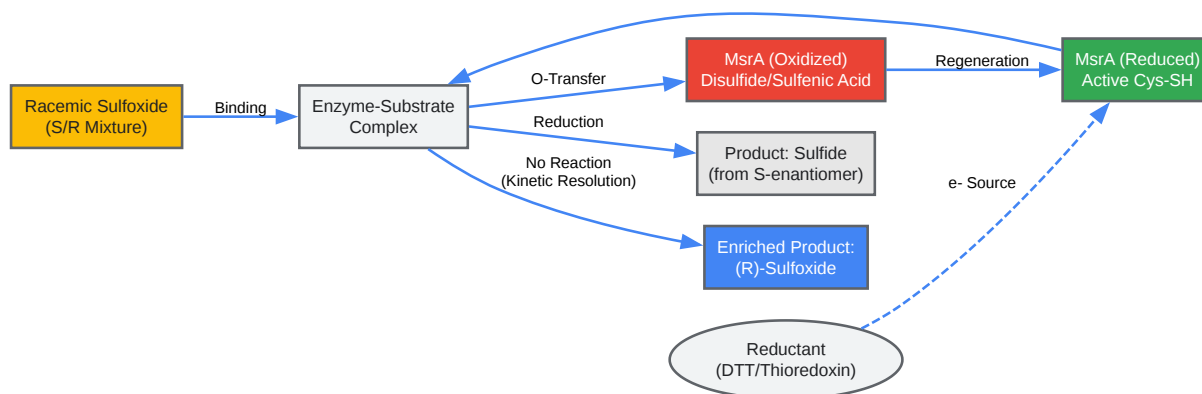 Racemic Sulfoxide
(S/R Mixture)
Binding
Enzyme-Substrate
Complex
O-Transfer
Reduction
No Reaction
(Kinetic Resolution)
MsrA (Oxidized)
Disulfide/Sulfenic Acid
Regeneration
MsrA (Reduced)
Active Cys-SH
Product: Sulfide
(from S-enantiomer)
Enriched Product:
(R)-Sulfoxide
e- Source
Reductant
(DTT/Thioredoxin)